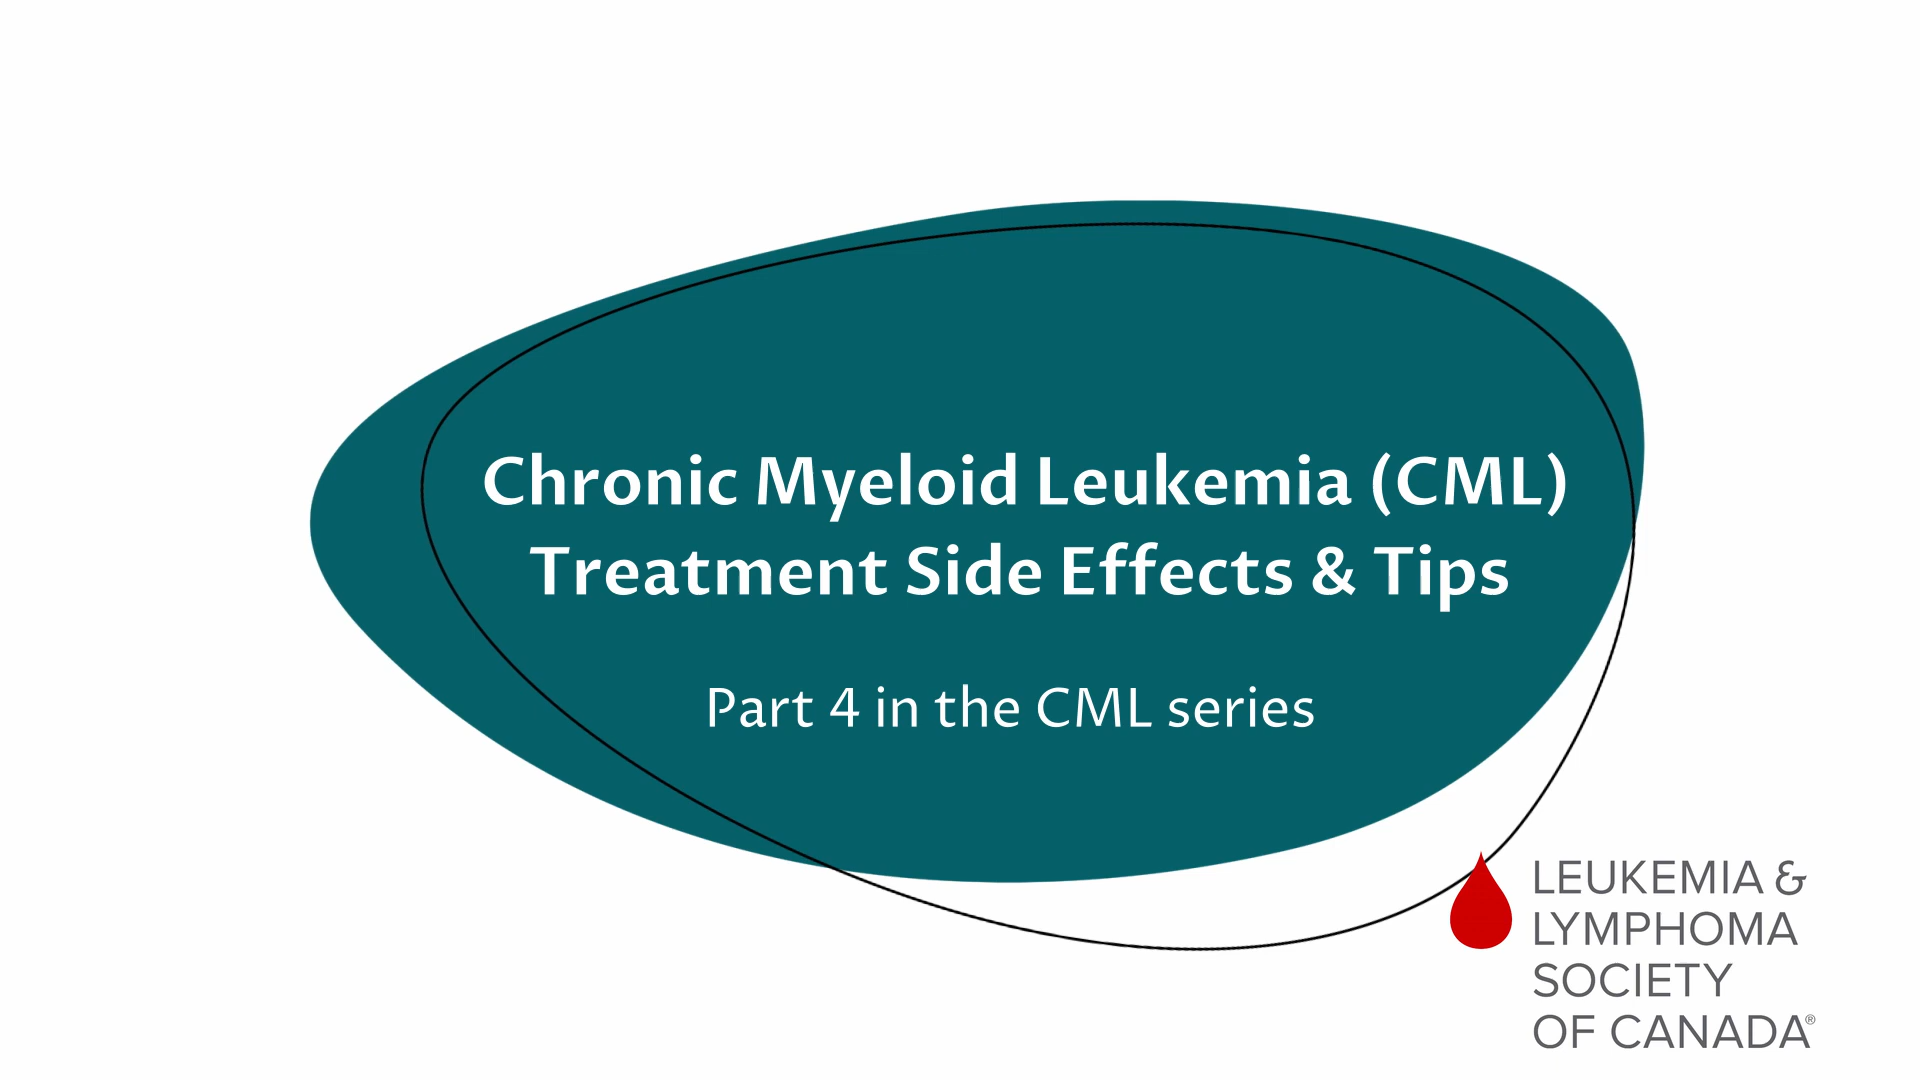 Chronic Myeloid Leukemia (CML)
Treatment Side Effects & Tips
Part 4 in the CML series
LEUKEMIA &
LYMPHOMA
SOCIETY
OF CANADA®